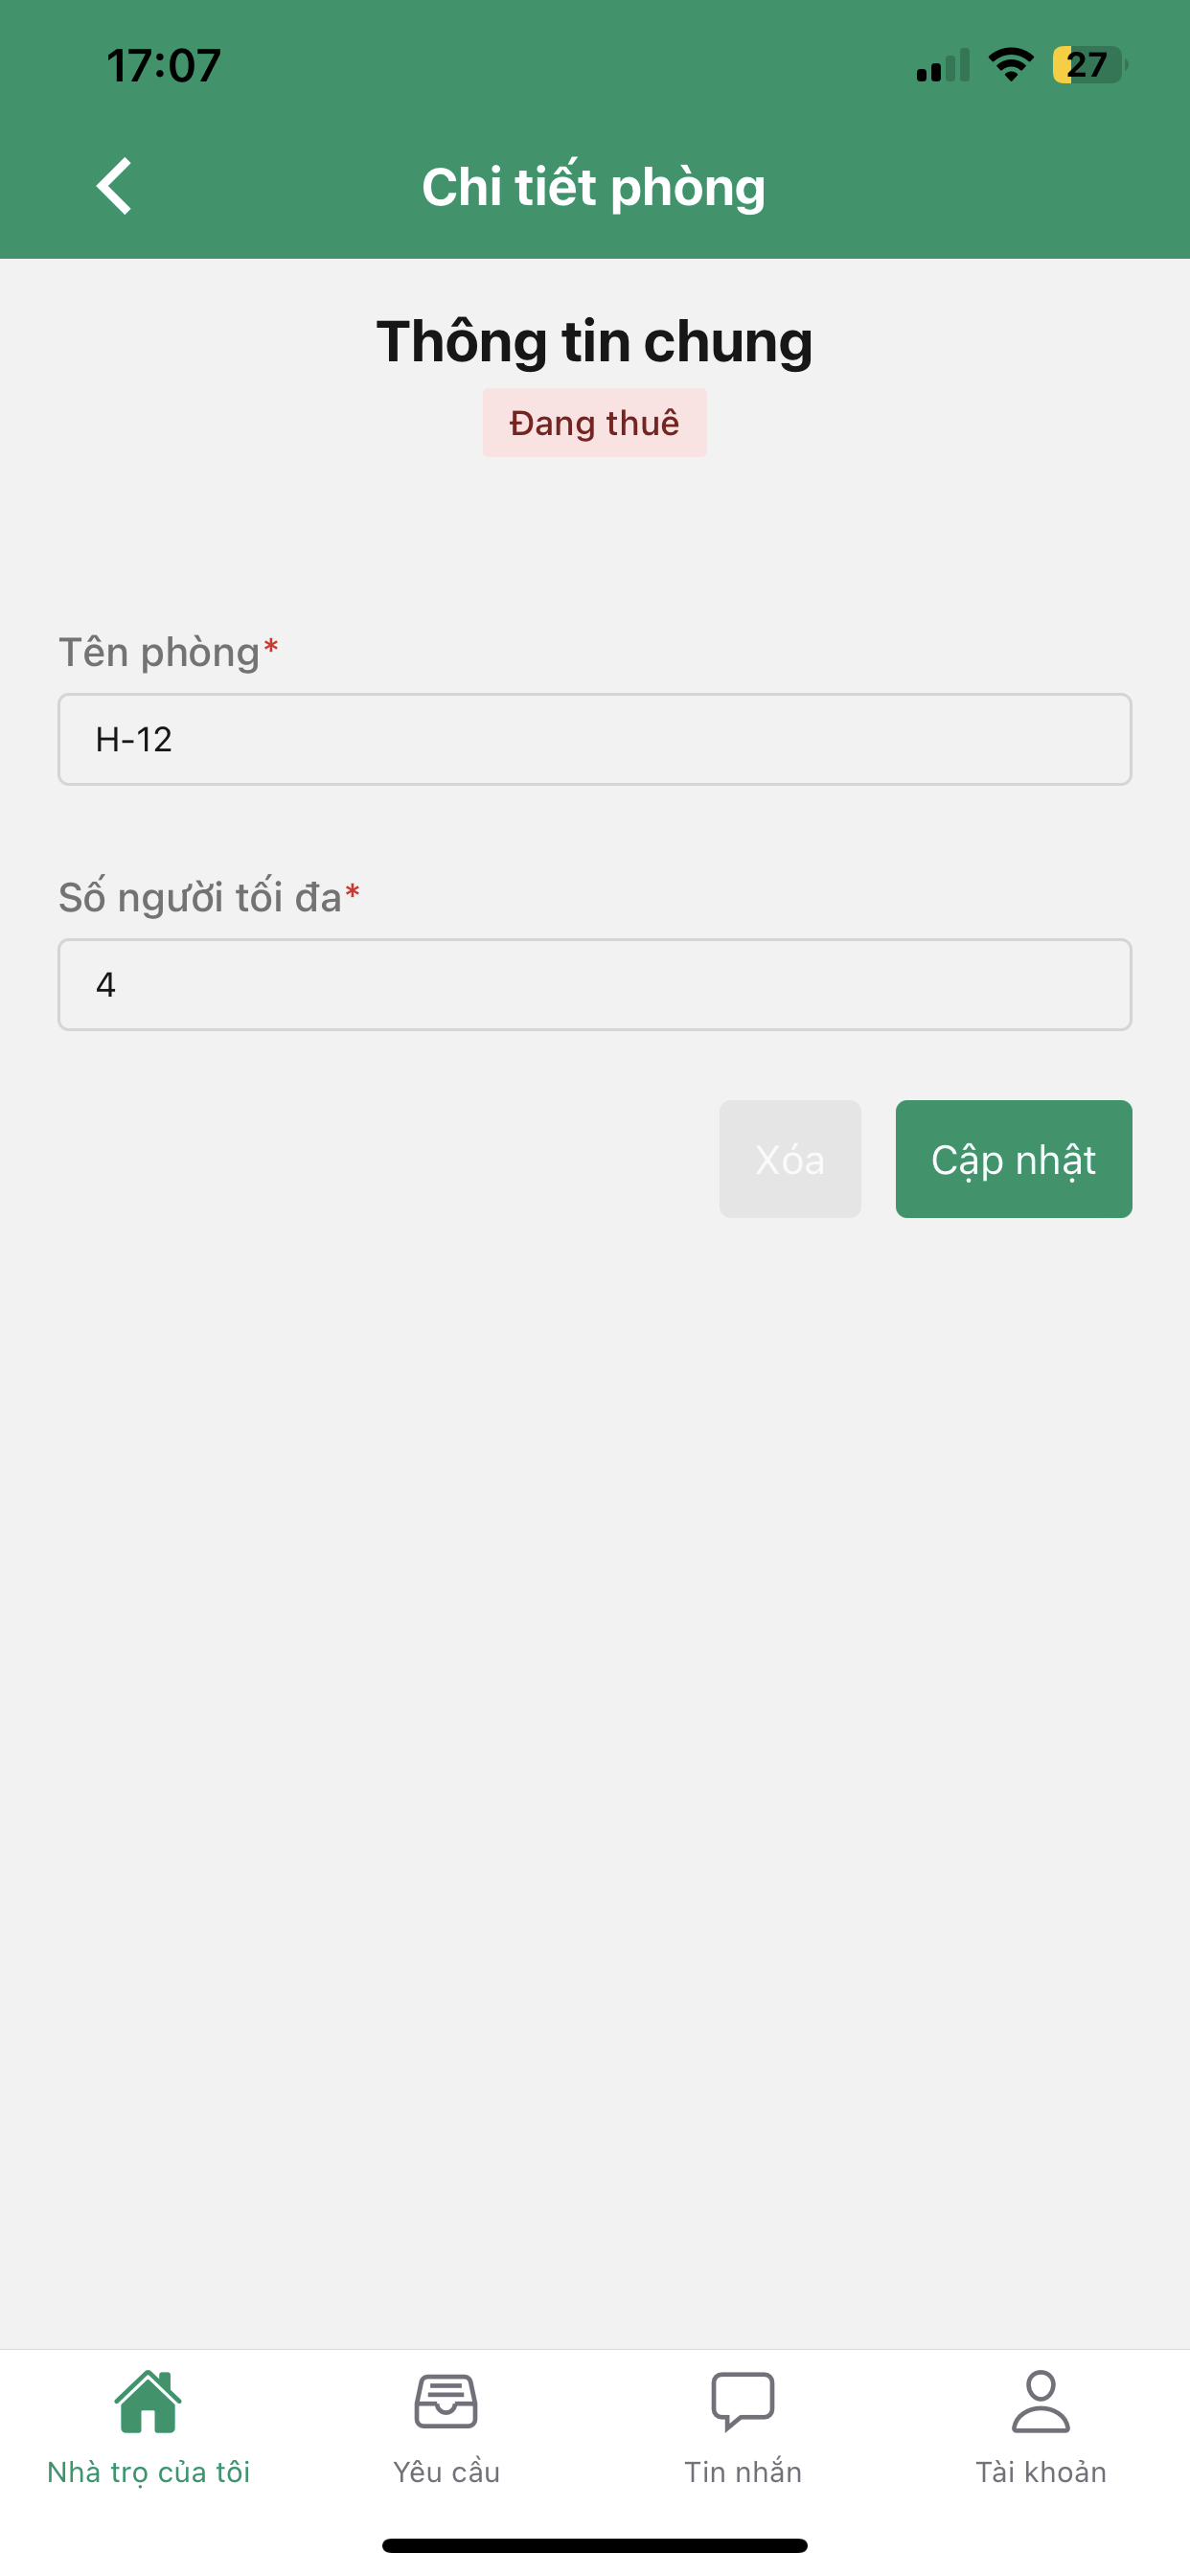 17:07
27
Chi tiết phòng
Thông tin chung
Đang thuê
Tên phòng*
H-12
Số người tối đa*
4
Xóa
Cập nhật
Nhà trọ của tôi
Yêu cầu
Tin nhắn
Tài khoản